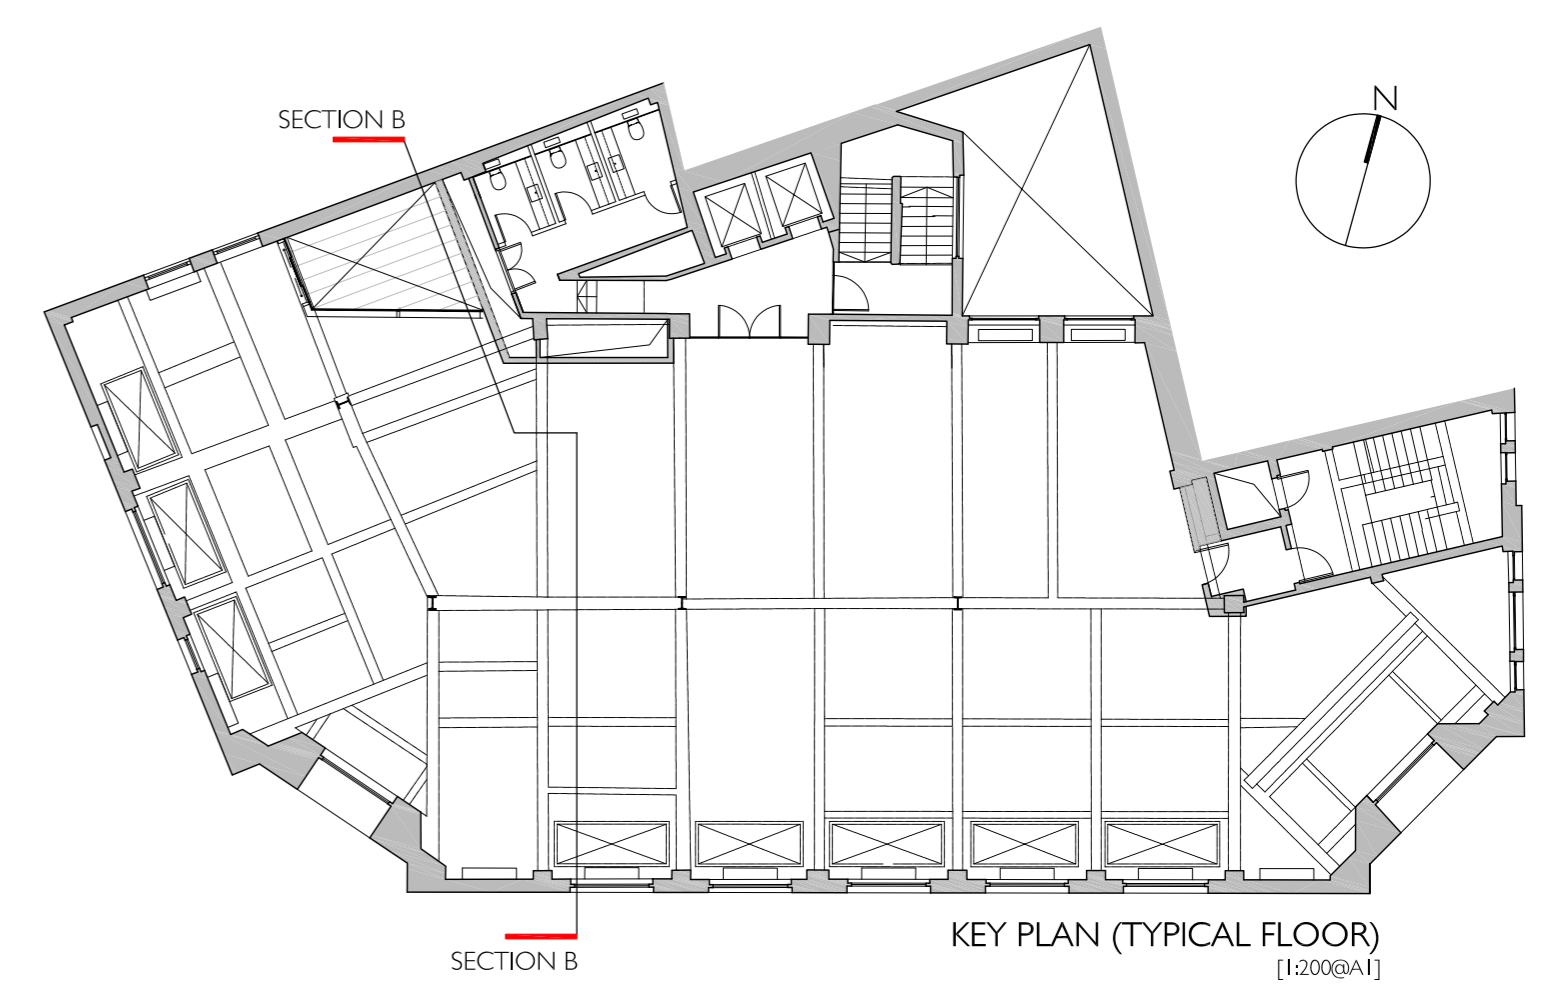 N
SECTION B
SECTION B
KEY PLAN (TYPICAL FLOOR)
[1:200@A1]